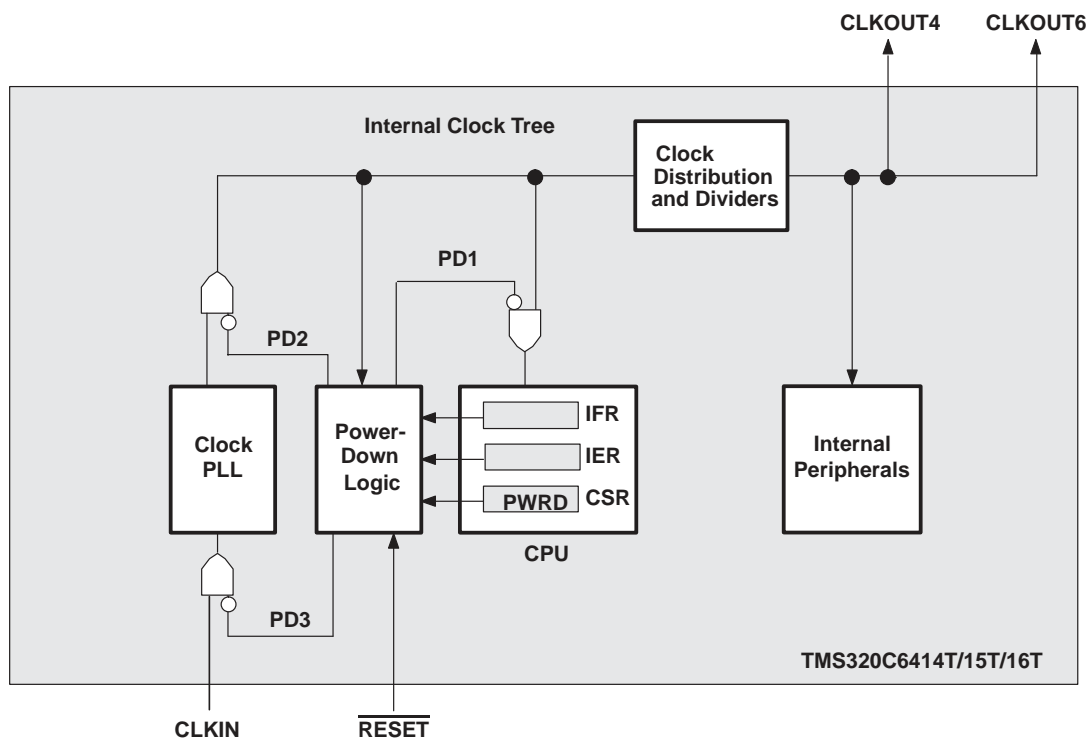 CLKOUT4 CLKOUT6
Internal Clock Tree
Clock
Distribution
and Dividers
PD1
PD2
Clock
PLL
Power-
Down
Logic
IFR
IER
PWRD CSR
CPU
Internal
Peripherals
PD3
TMS320C6414T/15T/16T
CLKIN
RESET